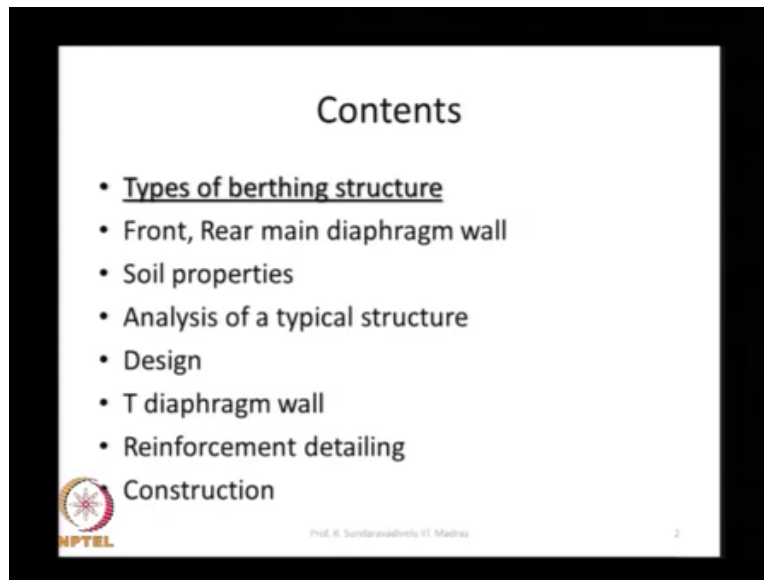 Contents
• Types of berthing structure
• Front, Rear main diaphragm wall
• Soil properties
• Analysis of a typical structure
• Design
• T diaphragm wall
• Reinforcement detailing
• Construction
NPTEL
Prof. R. Sundaravadivelu IIT Madras
2